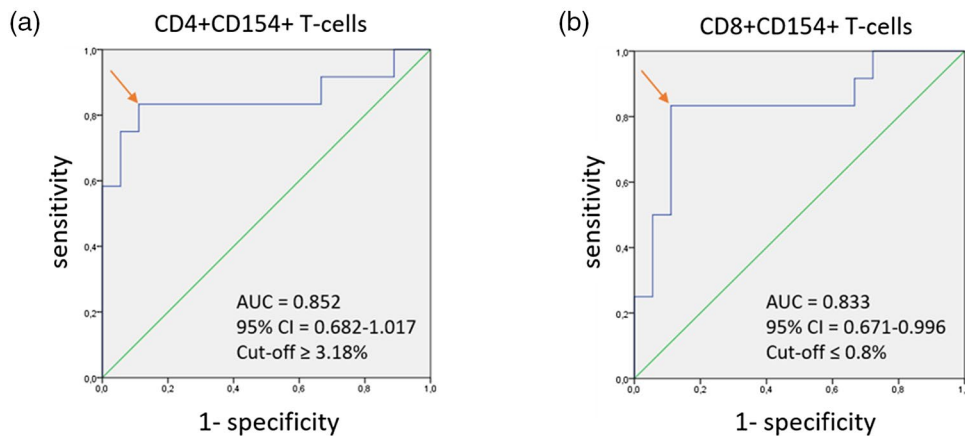 (a)
CD4+CD154+ T-cells
1,0
0,8
0,6
0,4
0,2
0,0
0,0 0,2 0,4 0,6 0,8 1,0
sensitivity
1- specificity
AUC = 0.852
95% CI = 0.682-1.017
Cut-off ≥ 3.18%
(b)
CD8+CD154+ T-cells
1,0
0,8
0,6
0,4
0,2
0,0
0,0 0,2 0,4 0,6 0,8 1,0
sensitivity
1- specificity
AUC = 0.833
95% CI = 0.671-0.996
Cut-off ≤ 0.8%